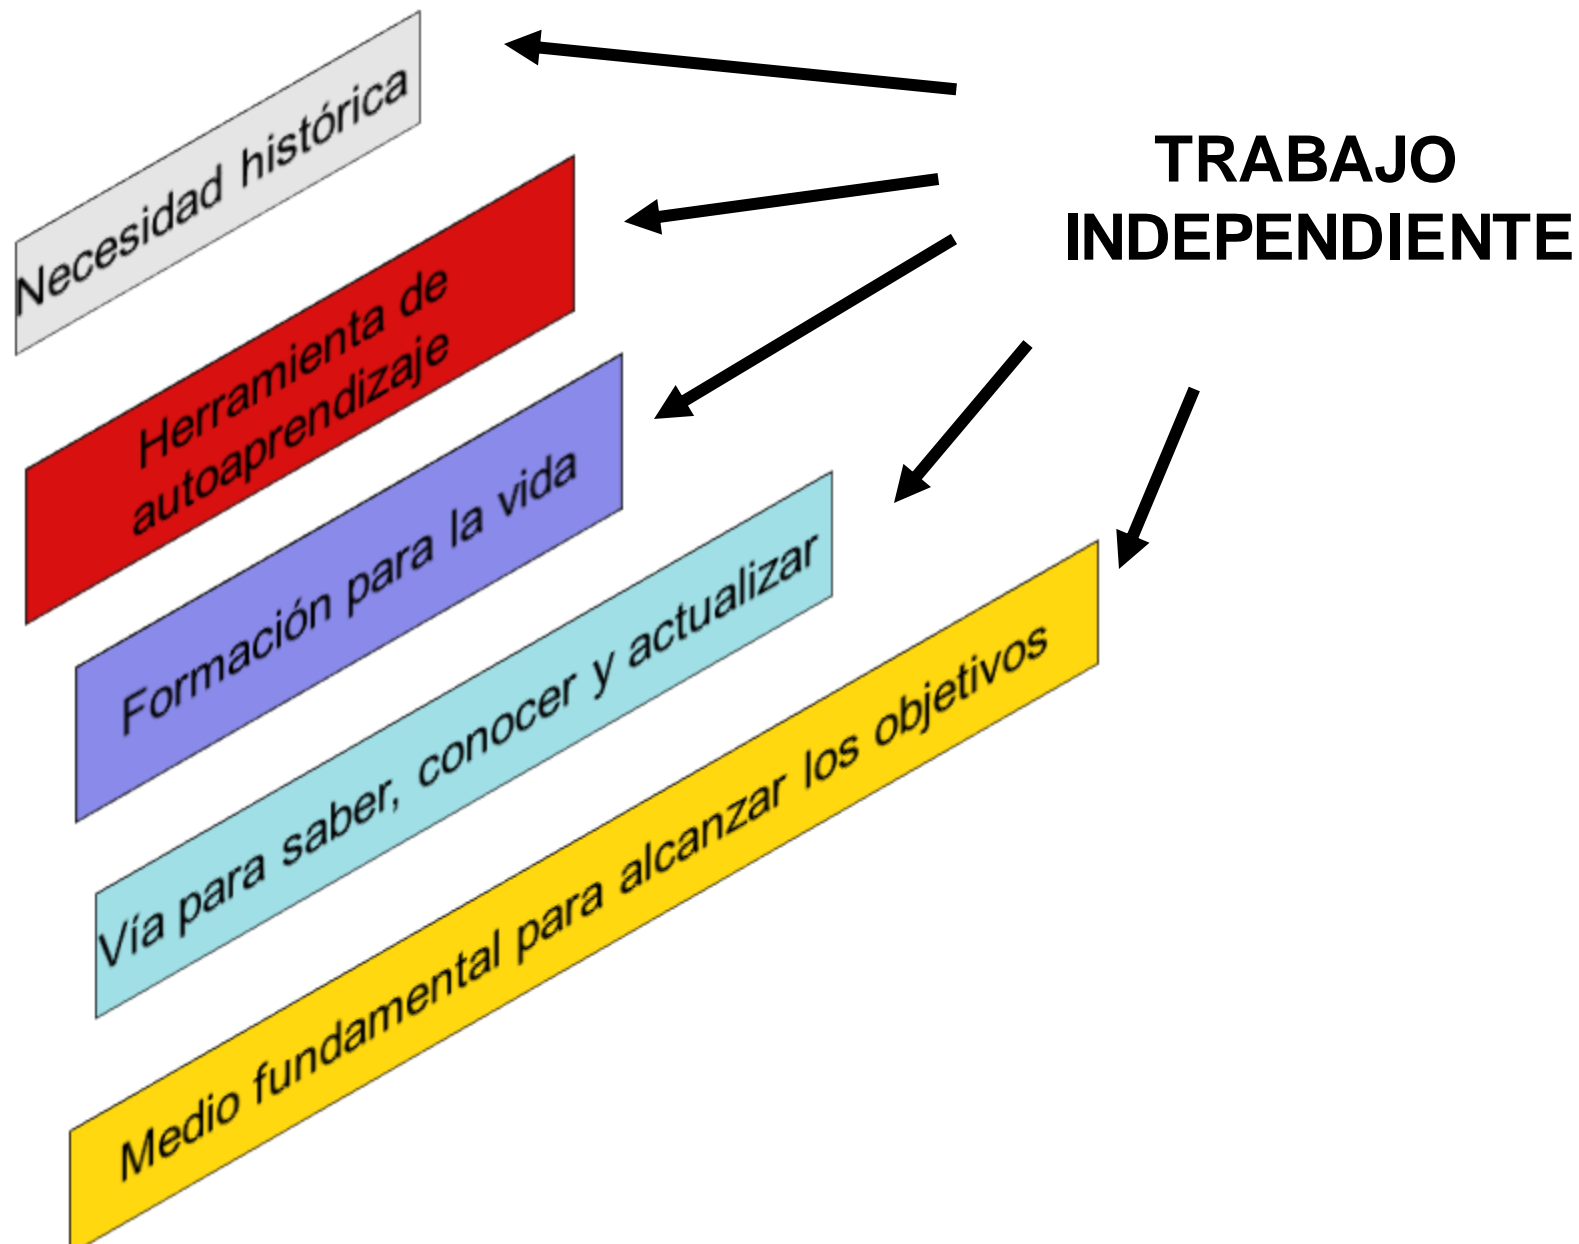 TRABAJO
INDEPENDIENTE
Necesidad histórica
Herramienta de
autoaprendizaje
Formación para la vida
Vía para saber, conocer y actualizar
Medio fundamental para alcanzar los objetivos